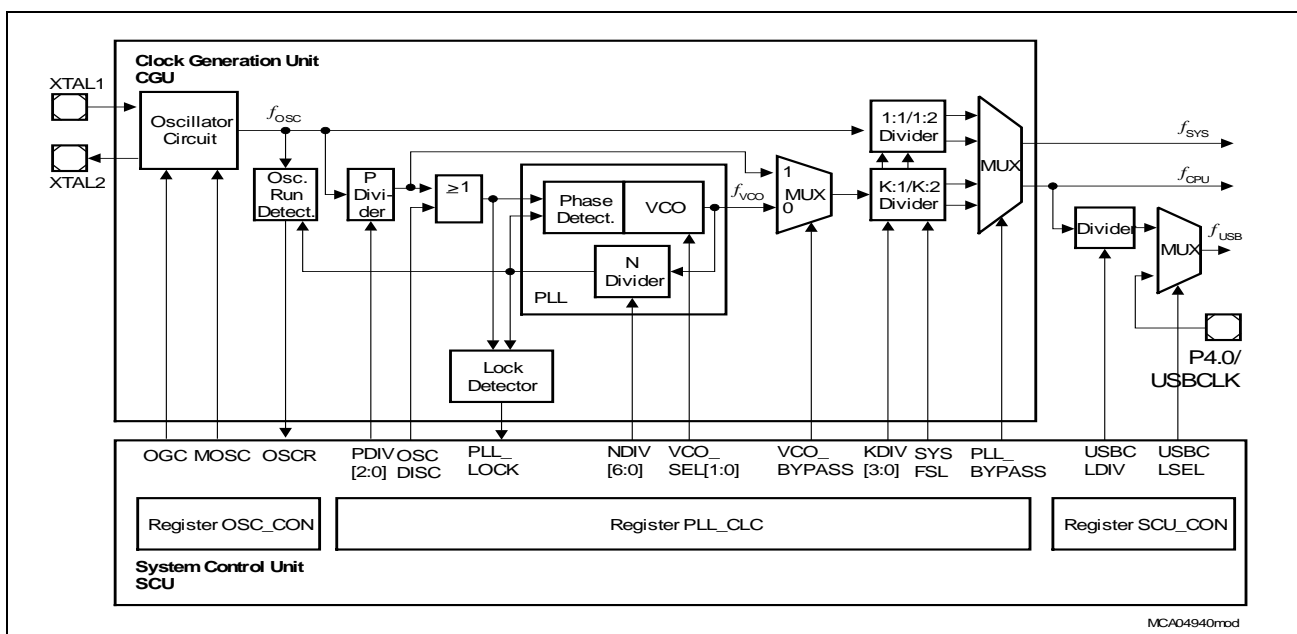 Clock Generation Unit
CGU
XTAL1
XTAL2
Oscillator
Circuit
fOSC
Osc.
Run
Detect.
P
Divi-
der
≥1
Phase
Detect.
VCO
fVCO
N
Divider
PLL
Lock
Detector
1
MUX
0
1:1/1:2
Divider
K:1/K:2
Divider
MUX
fSYS
fCPU
Divider
MUX
fUSB
P4.0/
USBCLK
OGC
MOSC
OSCR
PDIV
[2:0]
OSC
DISC
PLL_
LOCK
NDIV
[6:0]
VCO_
SEL[1:0]
VCO_
BYPASS
KDIV
[3:0]
SYS
FSL
PLL_
BYPASS
USBC
LDIV
USBC
LSEL
Register OSC_CON
Register PLL_CLC
Register SCU_CON
System Control Unit
SCU
MCA04940mod